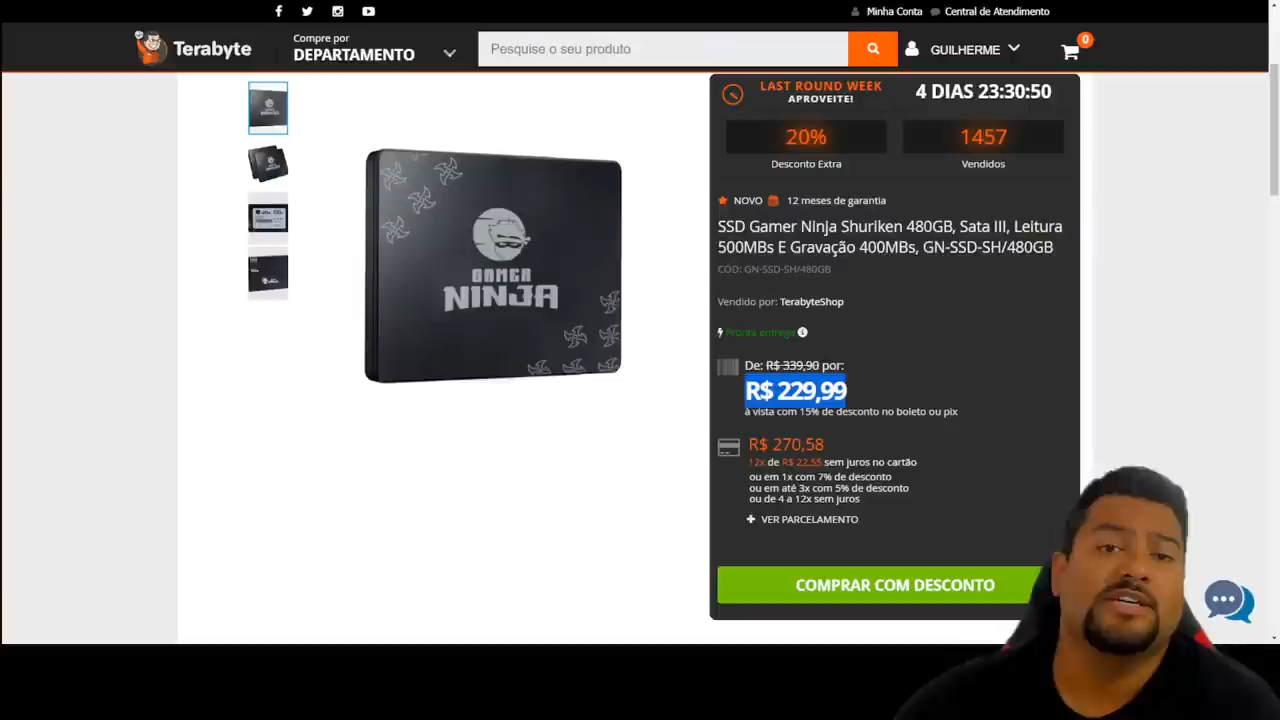 Minha Conta
Central de Atendimento
Terabyte
Compre por
DEPARTAMENTO
Pesquise o seu produto
GUILHERME
0
LAST ROUND WEEK
APROVEITE!
4 DIAS 23:30:50
20%
Desconto Extra
1457
Vendidos
NOVO
12 meses de garantia
SSD Gamer Ninja Shuriken 480GB, Sata III, Leitura
500MBs E Gravação 400MBs, GN-SSD-SH/480GB
CÓD: GN-SSD-SH/480GB
Vendido por: TerabyteShop
Pronta entrega
De: R$ 339,90 por:
R$ 229,99
à vista com 15% de desconto no boleto ou pix
R$ 270,58
12x de R$ 22,55 sem juros no cartão
ou em 1x com 7% de desconto
ou em até 3x com 5% de desconto
ou de 4 a 12x sem juros
VER PARCELAMENTO
COMPRAR COM DESCONTO
GAMER
NINJA